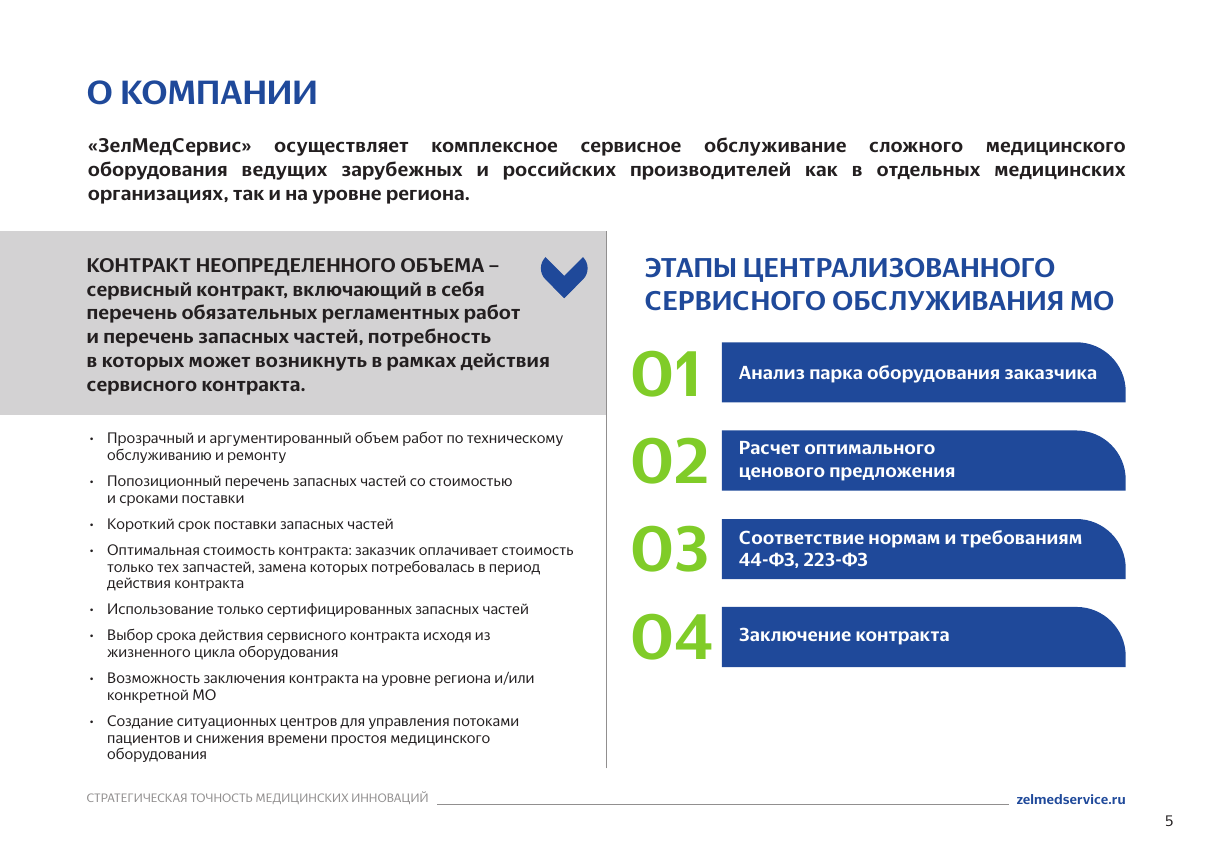 О КОМПАНИИ
«ЗелМедСервис» осуществляет комплексное сервисное обслуживание сложного медицинского
оборудования ведущих зарубежных и российских производителей как в отдельных медицинских
организациях, так и на уровне региона.
КОНТРАКТ НЕОПРЕДЕЛЕННОГО ОБЪЕМА –
сервисный контракт, включающий в себя
перечень обязательных регламентных работ
и перечень запасных частей, потребность
в которых может возникнуть в рамках действия
сервисного контракта.
• Прозрачный и аргументированный объем работ по техническому
обслуживанию и ремонту
• Попозиционный перечень запасных частей со стоимостью
и сроками поставки
• Короткий срок поставки запасных частей
• Оптимальная стоимость контракта: заказчик оплачивает стоимость
только тех запчастей, замена которых потребовалась в период
действия контракта
• Использование только сертифицированных запасных частей
• Выбор срока действия сервисного контракта исходя из
жизненного цикла оборудования
• Возможность заключения контракта на уровне региона и/или
конкретной МО
• Создание ситуационных центров для управления потоками
пациентов и снижения времени простоя медицинского
оборудования
ЭТАПЫ ЦЕНТРАЛИЗОВАННОГО
СЕРВИСНОГО ОБСЛУЖИВАНИЯ МО
01 Анализ парка оборудования заказчика
02 Расчет оптимального
ценового предложения
03 Соответствие нормам и требованиям
44-ФЗ, 223-ФЗ
04 Заключение контракта
СТРАТЕГИЧЕСКАЯ ТОЧНОСТЬ МЕДИЦИНСКИХ ИННОВАЦИЙ
zelmedservice.ru
5